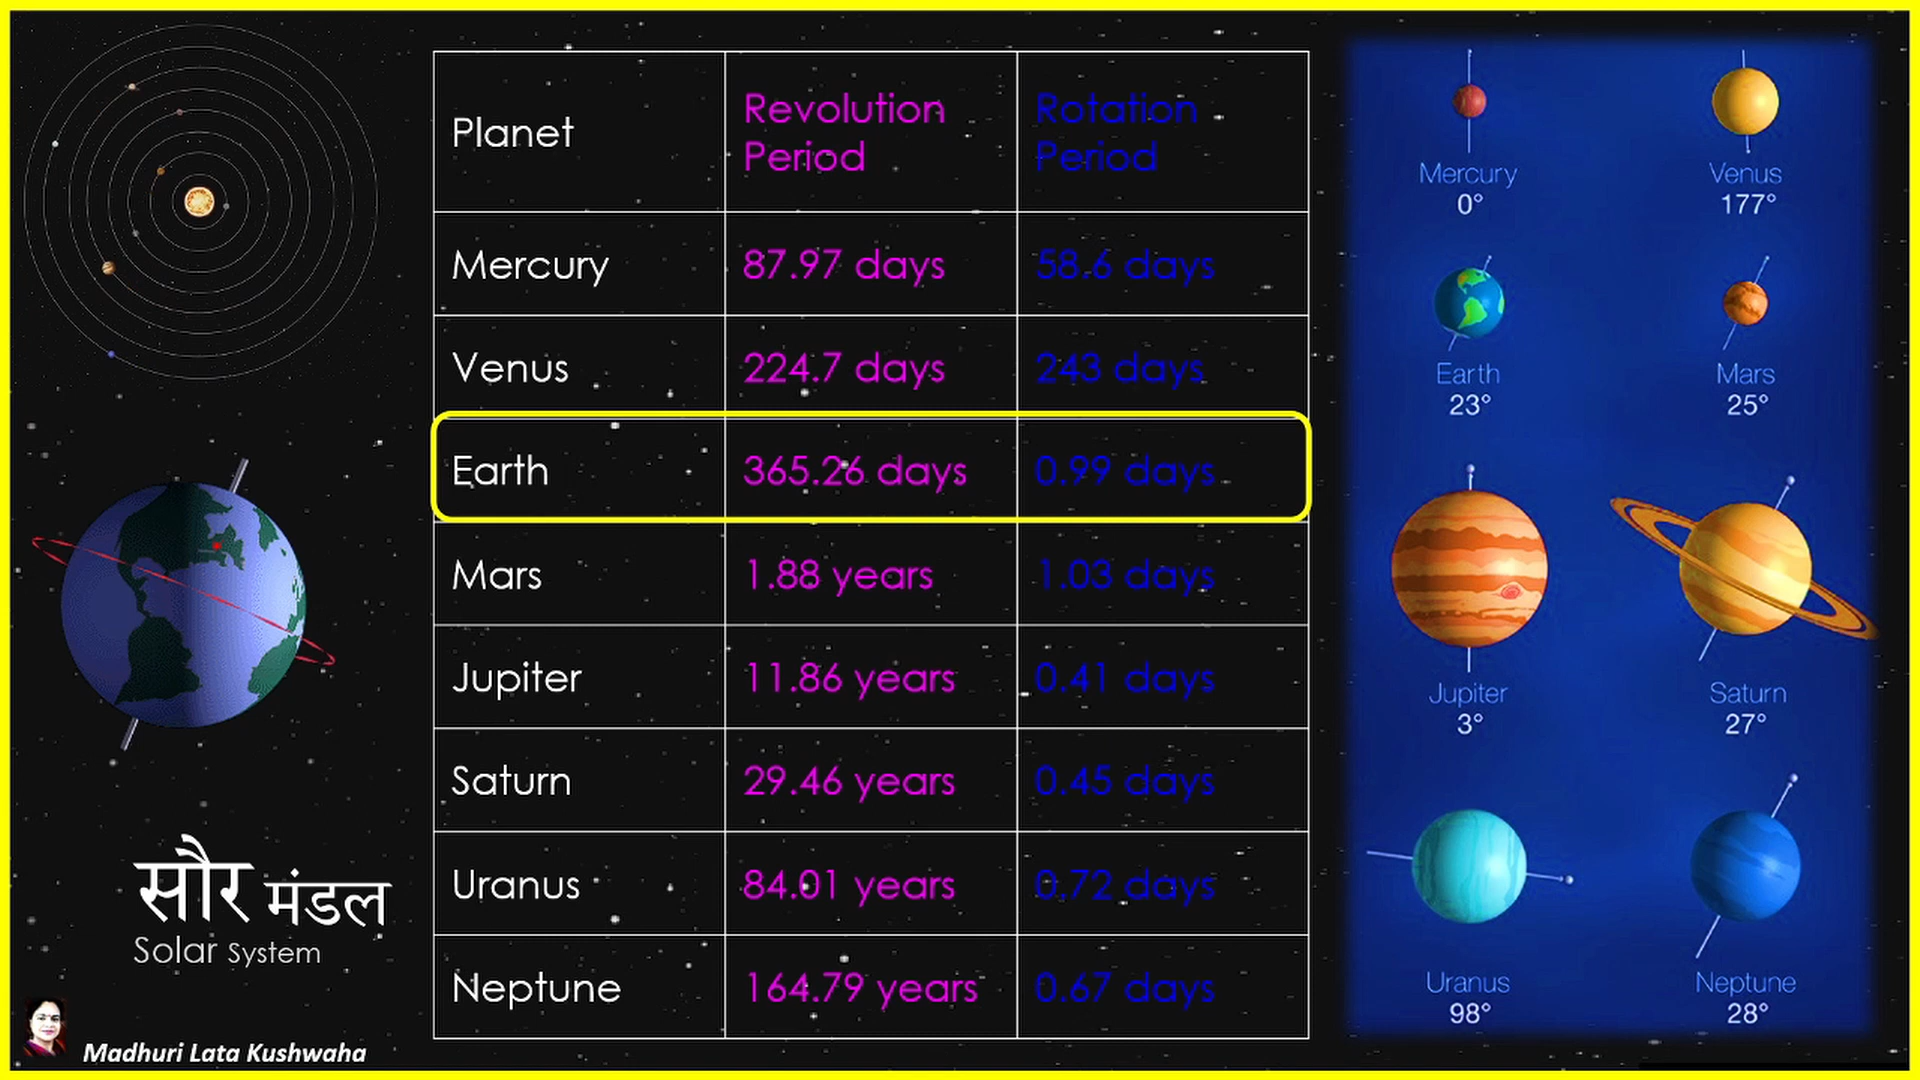 Planet Revolution Period Rotation Period
Mercury 87.97 days 58.6 days
Venus 224.7 days 243 days
Earth 365.26 days 0.99 days
Mars 1.88 years 1.03 days
Jupiter 11.86 years 0.41 days
Saturn 29.46 years 0.45 days
Uranus 84.01 years 0.72 days
Neptune 164.79 years 0.67 days
सौर मंडल
Solar System
Madhuri Lata Kushwaha
Mercury Venus
0° 177°
Earth Mars
23° 25°
Jupiter Saturn
3° 27°
Uranus Neptune
98° 28°